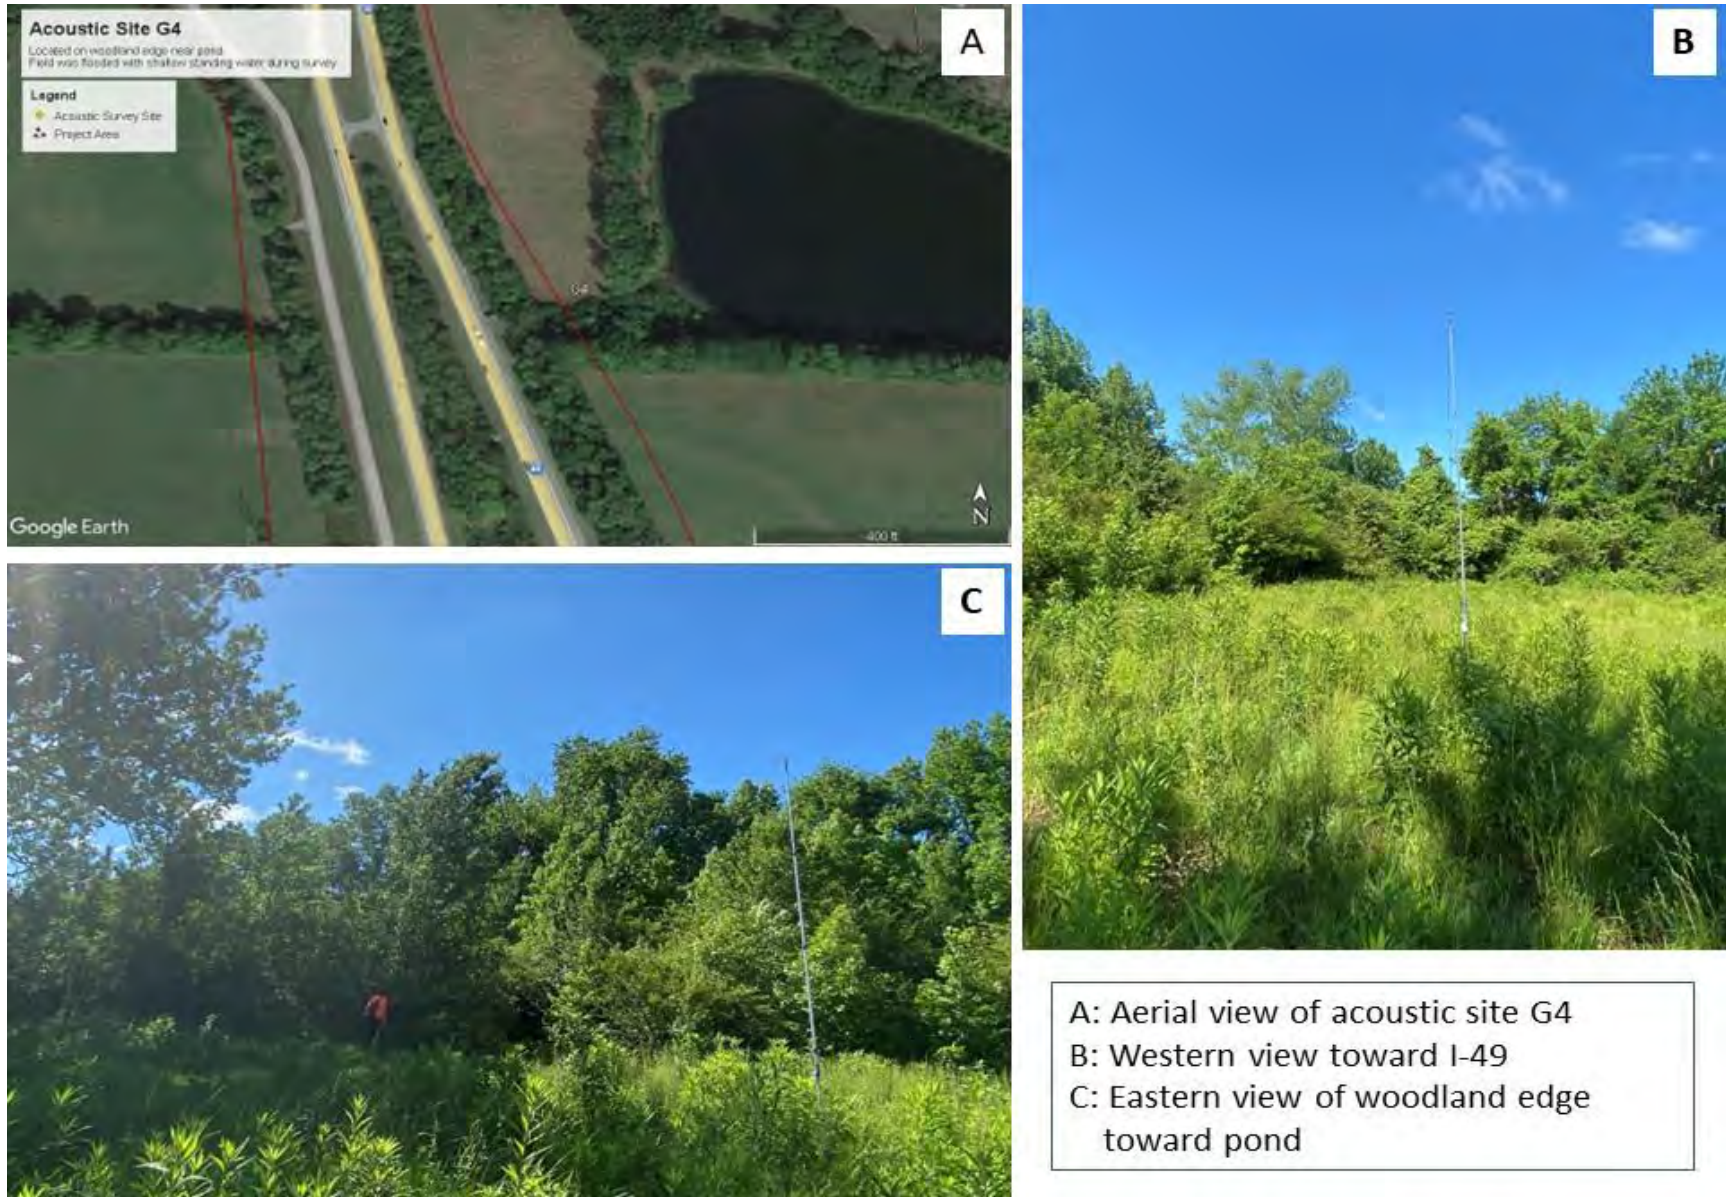 Acoustic Site G4
Located on woodland edge near pond.
Field was flooded with shallow standing water during survey
A
Legend
Acoustic Survey Site
Project Area
G4
Google Earth
N
400 ft
B
C
A: Aerial view of acoustic site G4
B: Western view toward I-49
C: Eastern view of woodland edge
toward pond